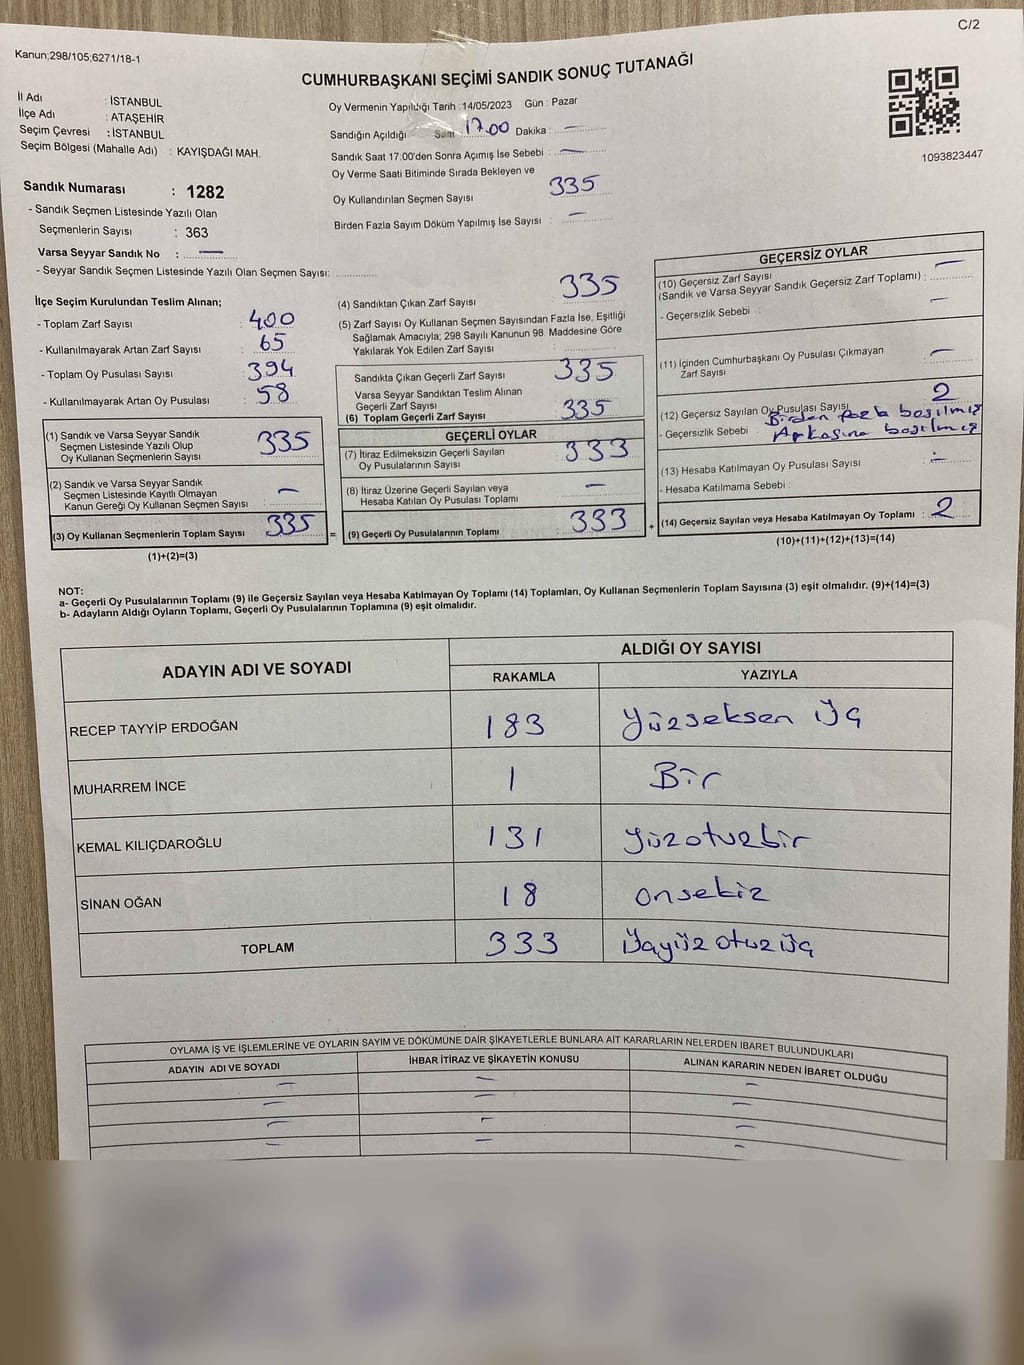 C/2
Kanun;298/105;6271/18-1
CUMHURBAŞKANI SEÇİMİ SANDIK SONUÇ TUTANAĞI
İl Adı : İSTANBUL
İlçe Adı : ATAŞEHİR
Seçim Çevresi : İSTANBUL
Seçim Bölgesi (Mahalle Adı) : KAYIŞDAĞI MAH.
Oy Vermenin Yapıldığı Tarih :14/05/2023 Gün : Pazar
Sandığın Açıldığı Saat 17.00 Dakika : —
Sandık Saat 17:00'den Sonra Açımış İse Sebebi : —
Oy Verme Saati Bitiminde Sırada Bekleyen ve
Oy Kullandırılan Seçmen Sayısı 335
Birden Fazla Sayım Döküm Yapılmış İse Sayısı : —
1093823447
Sandık Numarası : 1282
- Sandık Seçmen Listesinde Yazılı Olan
Seçmenlerin Sayısı : 363
Varsa Seyyar Sandık No : —
- Seyyar Sandık Seçmen Listesinde Yazılı Olan Seçmen Sayısı:
İlçe Seçim Kurulundan Teslim Alınan;
- Toplam Zarf Sayısı : 400
- Kullanılmayarak Artan Zarf Sayısı : 65
- Toplam Oy Pusulası Sayısı : 394
- Kullanılmayarak Artan Oy Pusulası : 58
(1) Sandık ve Varsa Seyyar Sandık
Seçmen Listesinde Yazılı Olup
Oy Kullanan Seçmenlerin Sayısı : 335
(2) Sandık ve Varsa Seyyar Sandık
Seçmen Listesinde Kayıtlı Olmayan
Kanun Gereği Oy Kullanan Seçmen Sayısı : —
(3) Oy Kullanan Seçmenlerin Toplam Sayısı : 335
(1)+(2)=(3)
(4) Sandıktan Çıkan Zarf Sayısı : 335
(5) Zarf Sayısı Oy Kullanan Seçmen Sayısından Fazla İse, Eşitliği
Sağlamak Amacıyla; 298 Sayılı Kanunun 98. Maddesine Göre
Yakılarak Yok Edilen Zarf Sayısı :
Sandıkta Çıkan Geçerli Zarf Sayısı : 335
Varsa Seyyar Sandıktan Teslim Alınan
Geçerli Zarf Sayısı :
(6) Toplam Geçerli Zarf Sayısı : 335
GEÇERLİ OYLAR
(7) İtiraz Edilmeksizin Geçerli Sayılan
Oy Pusulalarının Sayısı : 333
(8) İtiraz Üzerine Geçerli Sayılan veya
Hesaba Katılan Oy Pusulası Toplamı : —
= (9) Geçerli Oy Pusulalarının Toplamı : 333
GEÇERSİZ OYLAR
(10) Geçersiz Zarf Sayısı
(Sandık ve Varsa Seyyar Sandık Geçersiz Zarf Toplamı) : —
- Geçersizlik Sebebi : —
(11) İçinden Cumhurbaşkanı Oy Pusulası Çıkmayan
Zarf Sayısı : —
(12) Geçersiz Sayılan Oy Pusulası Sayısı : 2
Birden fazla basılmış
- Geçersizlik Sebebi : Arkasına basılmış
(13) Hesaba Katılmayan Oy Pusulası Sayısı : —
- Hesaba Katılmama Sebebi :
+ (14) Geçersiz Sayılan veya Hesaba Katılmayan Oy Toplamı : 2
(10)+(11)+(12)+(13)=(14)
NOT:
a- Geçerli Oy Pusulalarının Toplamı (9) ile Geçersiz Sayılan veya Hesaba Katılmayan Oy Toplamı (14) Toplamları, Oy Kullanan Seçmenlerin Toplam Sayısına (3) eşit olmalıdır. (9)+(14)=(3)
b- Adayların Aldığı Oyların Toplamı, Geçerli Oy Pusulalarının Toplamına (9) eşit olmalıdır.
ADAYIN ADI VE SOYADI ALDIĞI OY SAYISI
RAKAMLA YAZIYLA
RECEP TAYYİP ERDOĞAN 183 Yüzseksen Üç
MUHARREM İNCE 1 Bir
KEMAL KILIÇDAROĞLU 131 Yüzotuzbir
SİNAN OĞAN 18 Onsekiz
TOPLAM 333 Üçyüz otuz üç
OYLAMA İŞ VE İŞLEMLERİNE VE OYLARIN SAYIM VE DÖKÜMÜNE DAİR ŞİKAYETLERLE BUNLARA AİT KARARLARIN NELERDEN İBARET BULUNDUKLARI
ADAYIN ADI VE SOYADI İHBAR İTİRAZ VE ŞİKAYETİN KONUSU ALINAN KARARIN NEDEN İBARET OLDUĞU
— — —
— — —
— — —
— — —